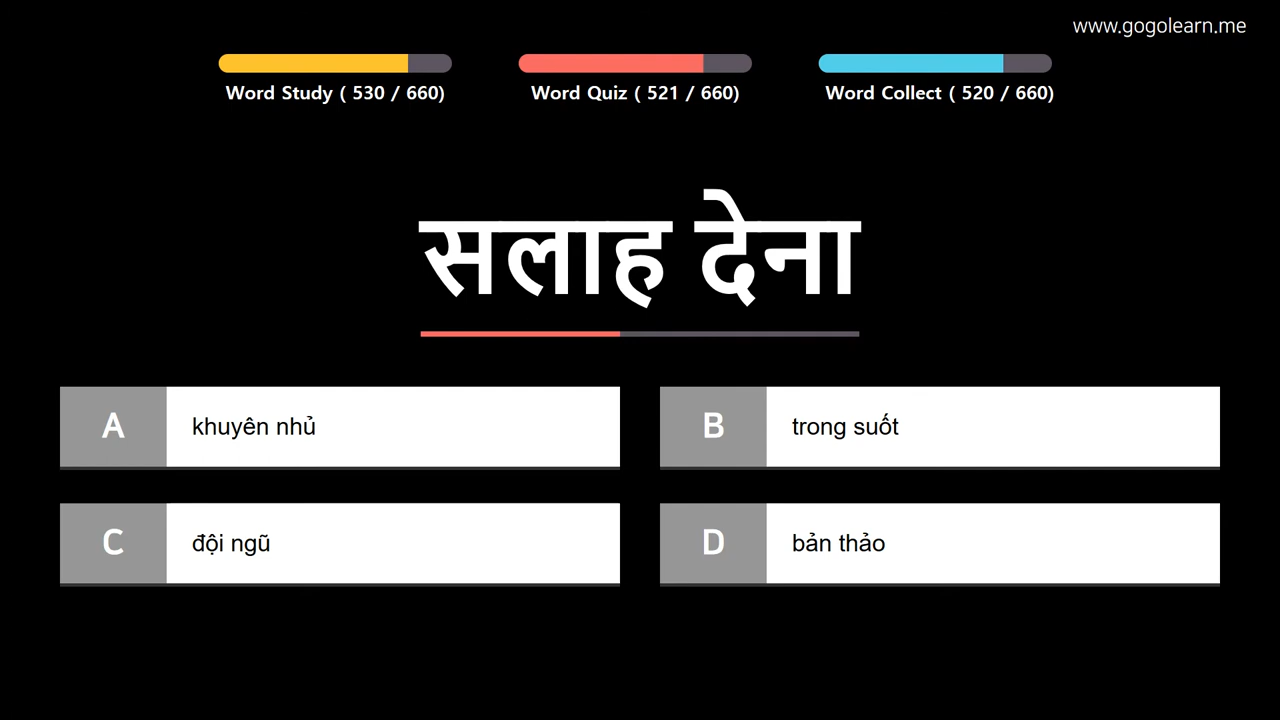 www.gogolearn.me
Word Study ( 530 / 660)
Word Quiz ( 521 / 660)
Word Collect ( 520 / 660)
सलाह देना
A khuyên nhủ
B trong suốt
C đội ngũ
D bản thảo